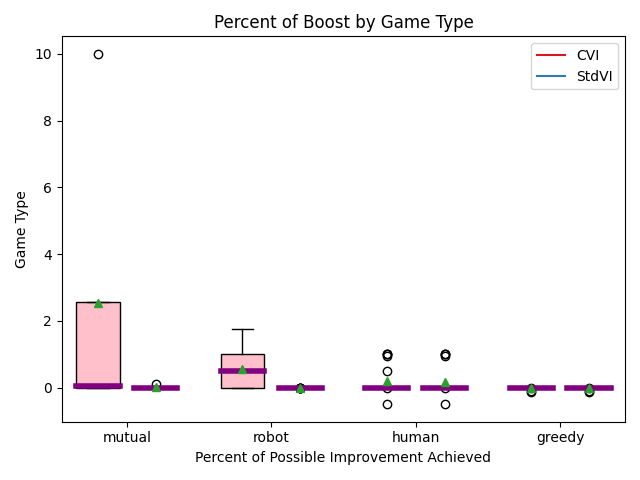 Percent of Boost by Game Type
CVI
StdVI
10
8
6
4
2
0
Game Type
mutual robot human greedy
Percent of Possible Improvement Achieved